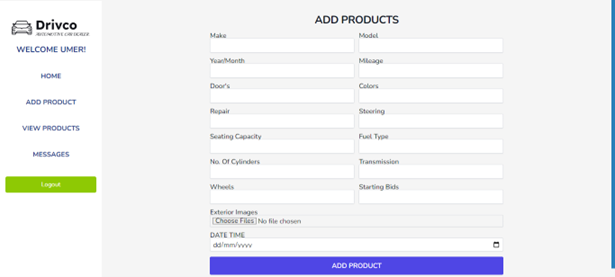 Drivco
AUTOMOTIVE CAR DEALER
WELCOME UMER!
HOME
ADD PRODUCT
VIEW PRODUCTS
MESSAGES
Logout
ADD PRODUCTS
Make Model
Year/Month Mileage
Door's Colors
Repair Steering
Seating Capacity Fuel Type
No. Of Cylinders Transmission
Wheels Starting Bids
Exterior Images
Choose Files No file chosen
DATE TIME
dd/mm/yyyy
ADD PRODUCT